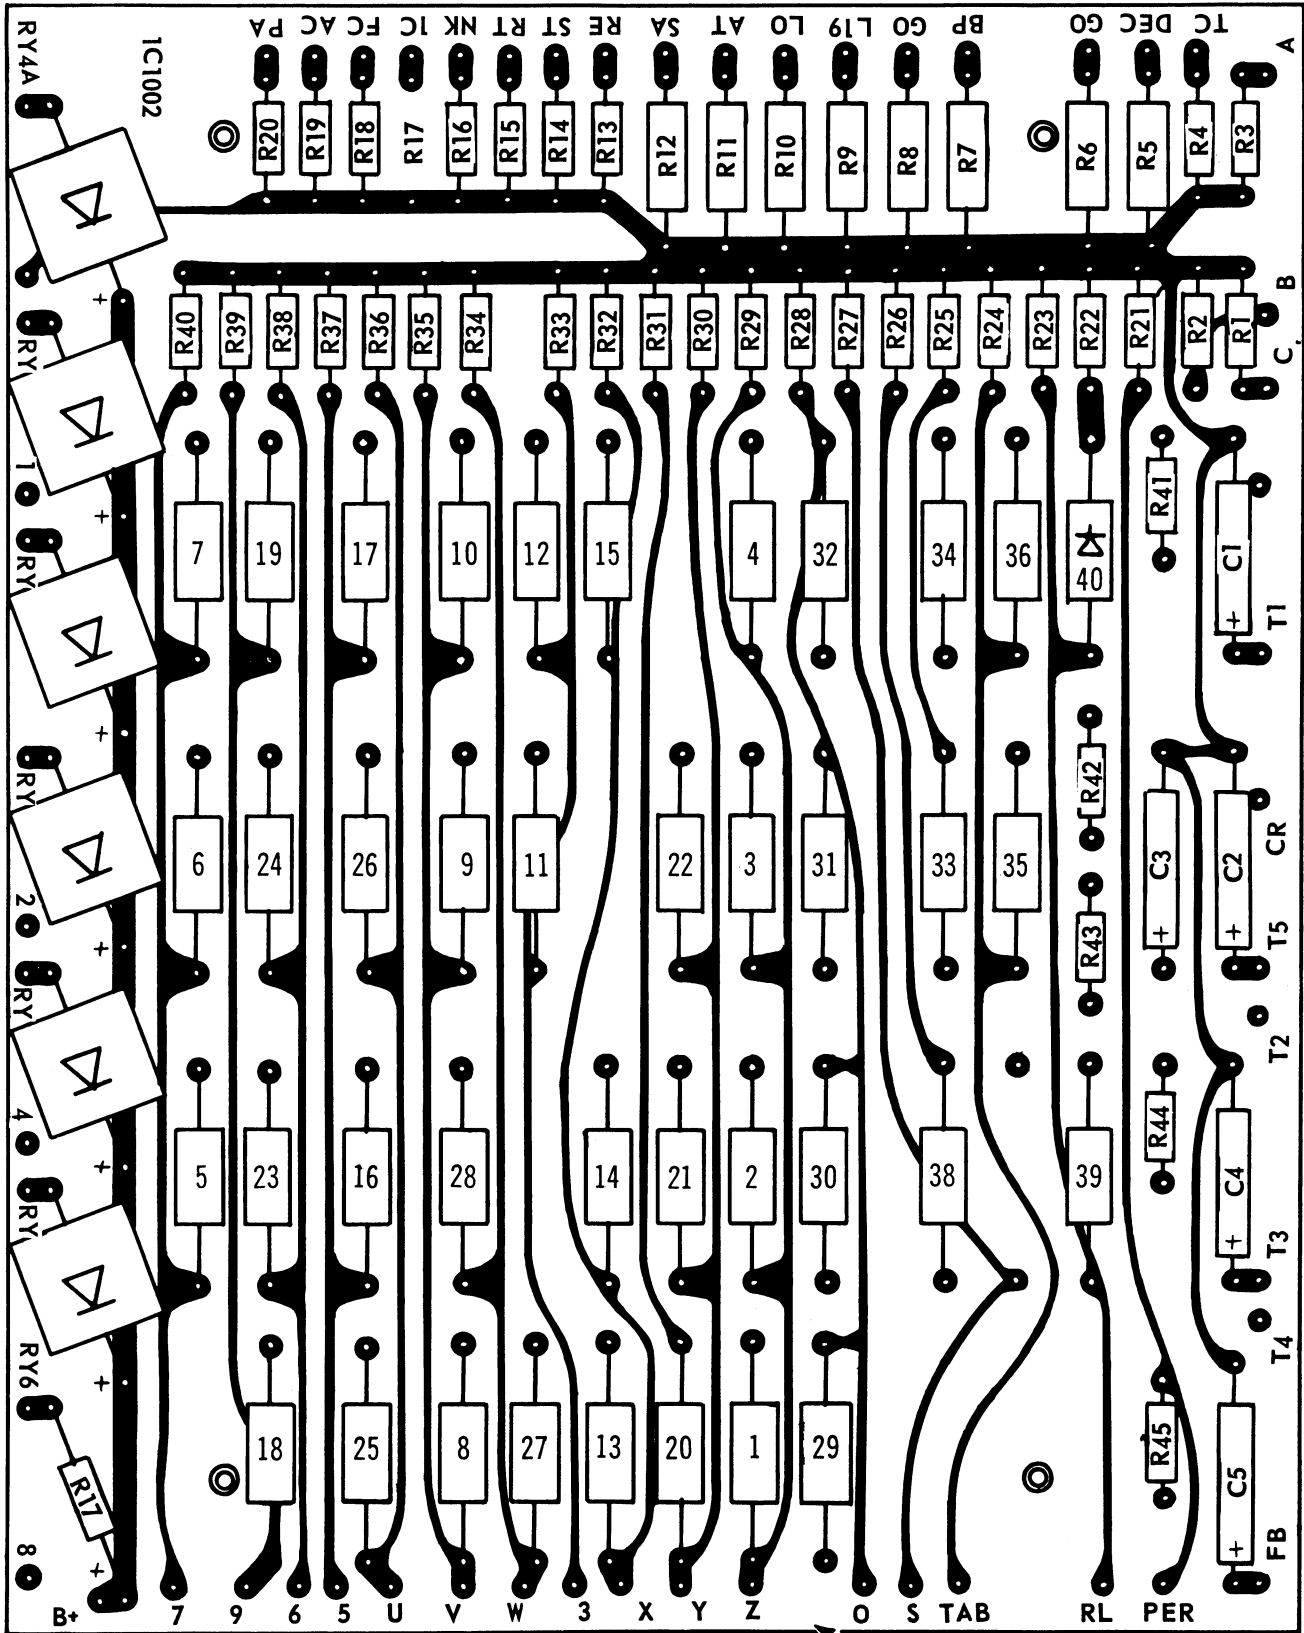 PA AC FC 1C NK RT ST RE SA AT LO L19 GO BP GO DEC TC A
RY4A
1C1002
R20 R19 R18 R17 R16 R15 R14 R13 R12 R11 R10 R9 R8 R7 R6 R5 R4 R3
+
B
R40 R39 R38 R37 R36 R35 R34 R33 R32 R31 R30 R29 R28 R27 R26 R25 R24 R23 R22 R21 R2 R1
RY
C
1
R41
+
RY
7 19 17 10 12 15 4 32 34 36 40 C1
+
T1
+
RY
R42
6 24 26 9 11 22 3 31 33 35 C3 C2
CR
2
+
R43
+ +
T5
RY
T2
4
R44
+
5 23 16 28 14 21 2 30 38 39 C4
RY
+
T3
T4
RY6
+
18 25 8 27 13 20 1 29 R45 C5
R17
8
+
+
FB
B+ 7 9 6 5 U V W 3 X Y Z O S TAB RL PER